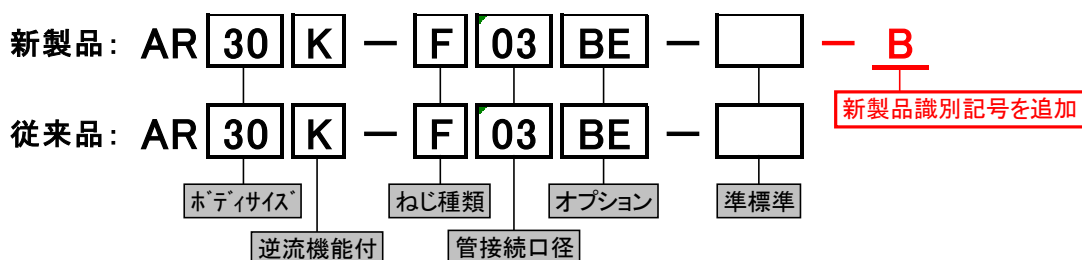 新製品: AR 30 K － F 03 BE － － B
新製品識別記号を追加
従来品: AR 30 K － F 03 BE －
ﾎﾞﾃﾞｨｻｲｽﾞ ねじ種類 オプション 準標準
逆流機能付 管接続口径